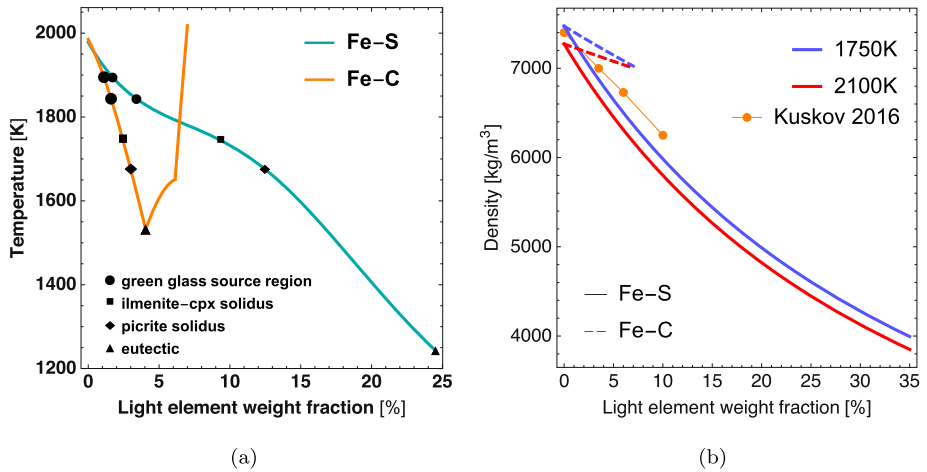 2000
1800
1600
1400
1200
Temperature [K]
Fe–S
Fe–C
green glass source region
ilmenite–cpx solidus
picrite solidus
eutectic
0 5 10 15 20 25
Light element weight fraction [%]
(a)
7000
6000
5000
4000
Density [kg/m³]
1750K
2100K
Kuskov 2016
Fe–S
Fe–C
0 5 10 15 20 25 30 35
Light element weight fraction [%]
(b)